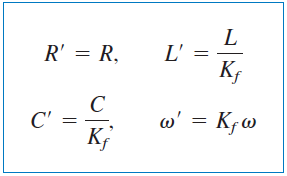 R′ = R, L′ = L/K_f
C′ = C/K_f, ω′ = K_f ω